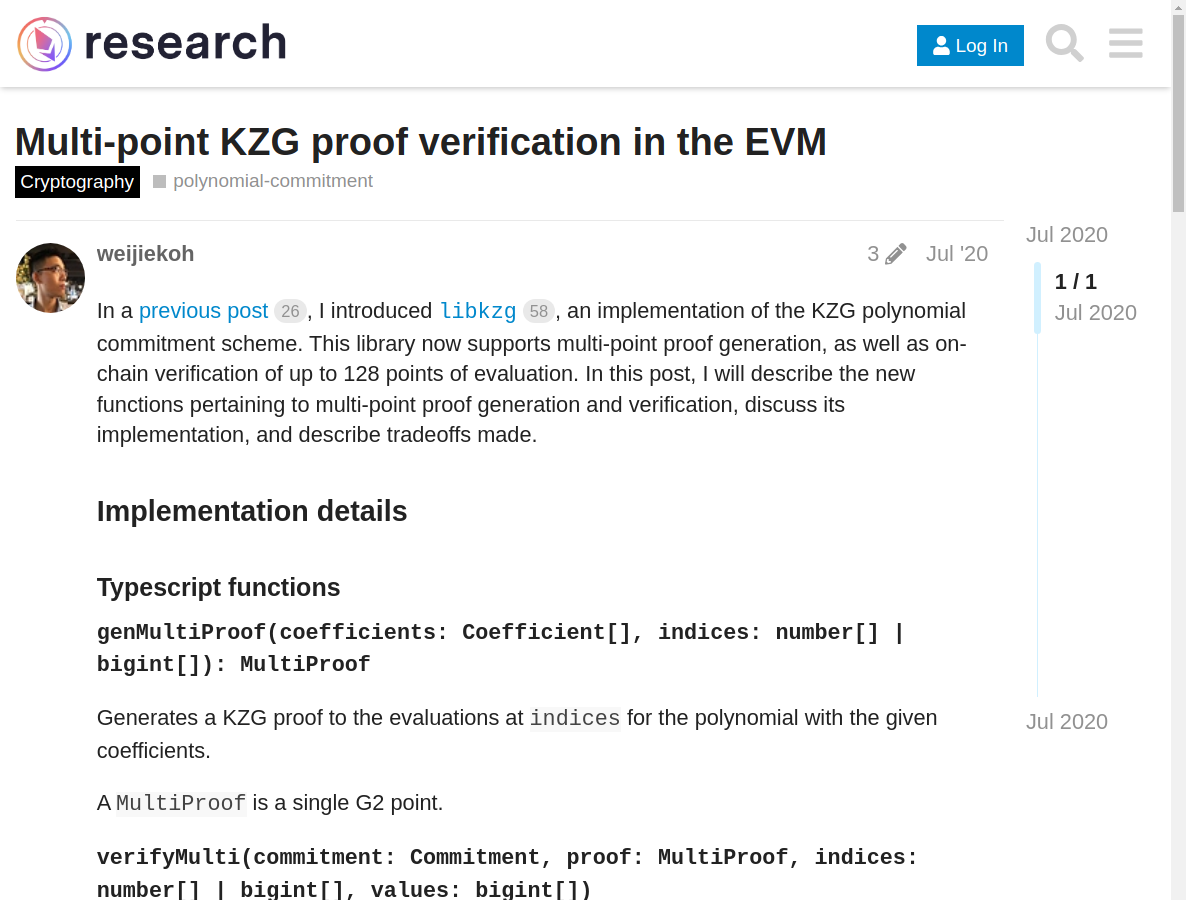 research
Log In
Multi-point KZG proof verification in the EVM
Cryptography polynomial-commitment
Jul 2020
weijiekoh 3 Jul '20
1 / 1
Jul 2020
In a previous post 26, I introduced libkzg 58, an implementation of the KZG polynomial
commitment scheme. This library now supports multi-point proof generation, as well as on-
chain verification of up to 128 points of evaluation. In this post, I will describe the new
functions pertaining to multi-point proof generation and verification, discuss its
implementation, and describe tradeoffs made.
Implementation details
Typescript functions
genMultiProof(coefficients: Coefficient[], indices: number[] |
bigint[]): MultiProof
Generates a KZG proof to the evaluations at indices for the polynomial with the given
coefficients.
Jul 2020
A MultiProof is a single G2 point.
verifyMulti(commitment: Commitment, proof: MultiProof, indices:
number[] | bigint[], values: bigint[])